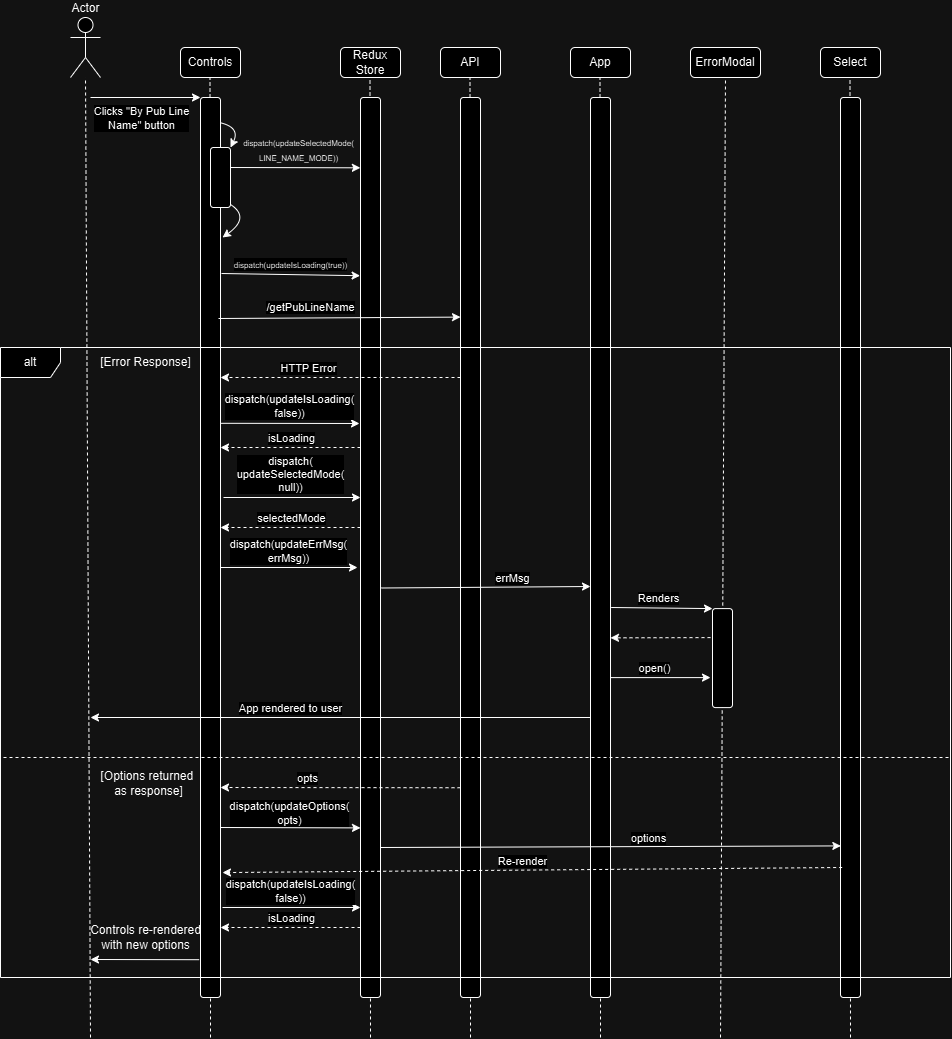 Actor
Controls
Redux
Store
API
App
ErrorModal
Select
Clicks "By Pub Line
Name" button
dispatch(updateSelectedMode(
LINE_NAME_MODE))
dispatch(updateIsLoading(true))
/getPubLineName
alt
[Error Response]
HTTP Error
dispatch(updateIsLoading(
false))
isLoading
dispatch(
updateSelectedMode(
null))
selectedMode
dispatch(updateErrMsg(
errMsg))
errMsg
Renders
open()
App rendered to user
[Options returned
as response]
opts
dispatch(updateOptions(
opts)
options
Re-render
dispatch(updateIsLoading(
false))
isLoading
Controls re-rendered
with new options